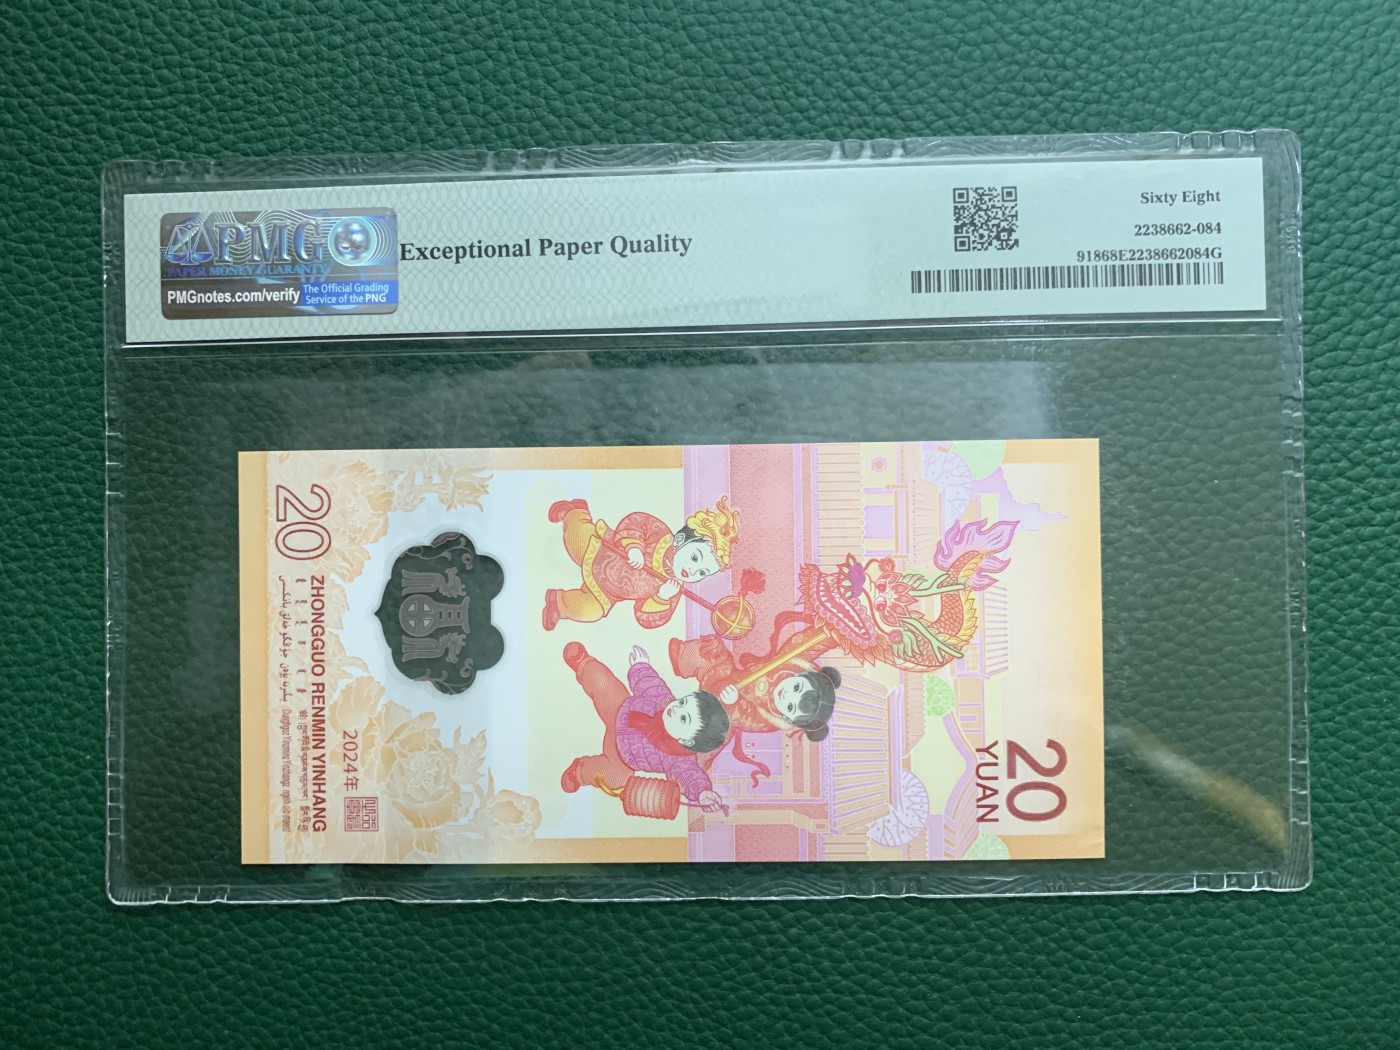 PMG
PAPER MONEY GUARANTY
PMGnotes.com/verify
The Official Grading
Service of the PNG
Exceptional Paper Quality
Sixty Eight
2238662-084
91868E2238662084G
20
ZHONGGUO RENMIN YINHANG
2024年
20
YUAN